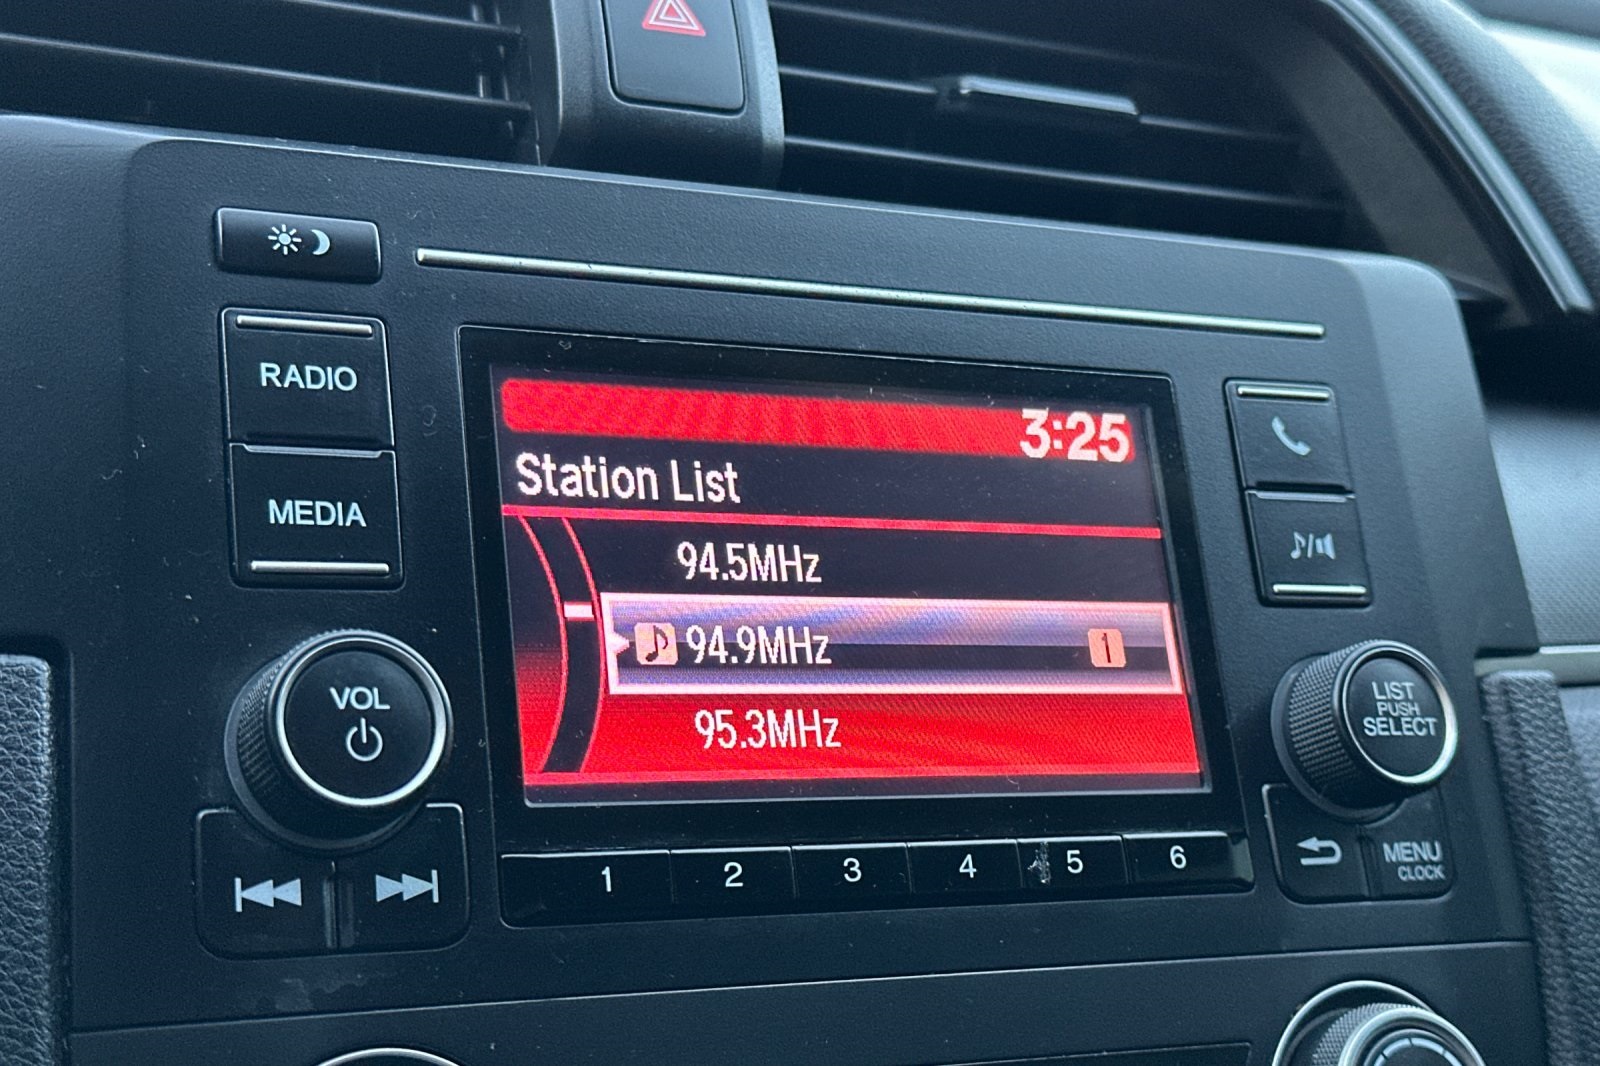 RADIO
MEDIA
VOL
3:25
Station List
94.5MHz
94.9MHz 1
95.3MHz
1 2 3 4 5 6
LIST
PUSH
SELECT
MENU
CLOCK